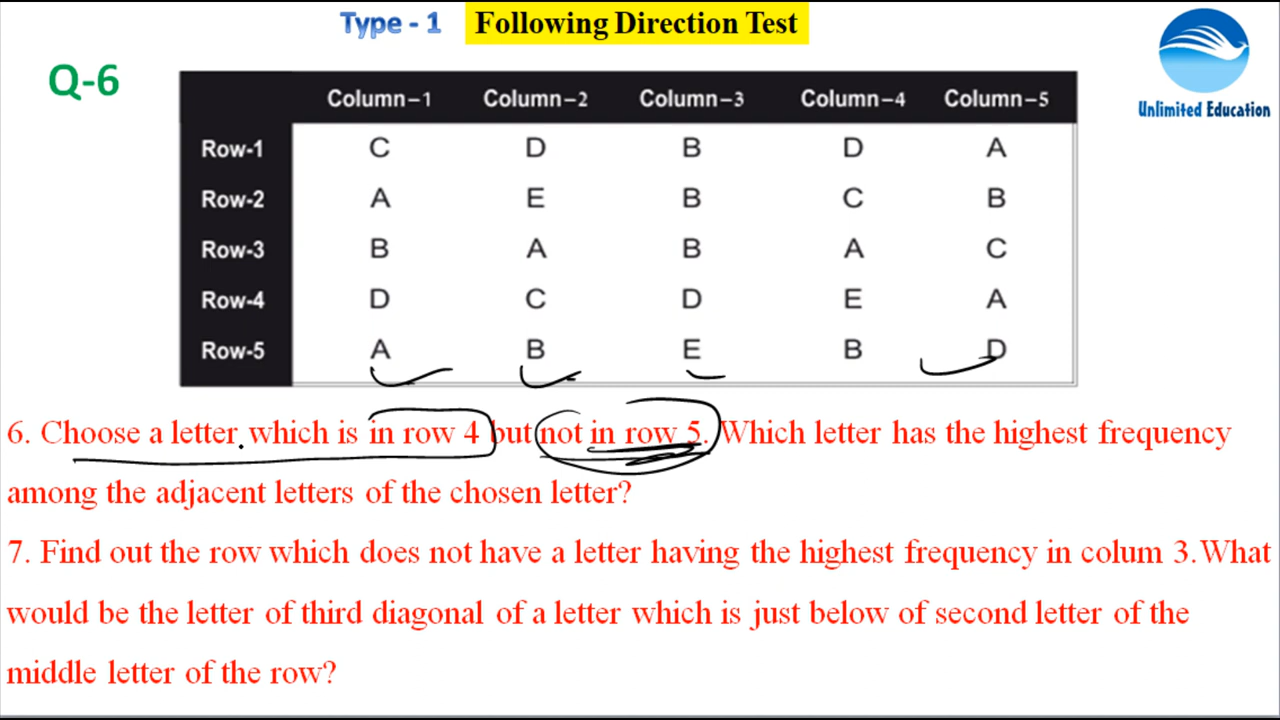 Type - 1 Following Direction Test
Unlimited Education
Q-6
Column-1 Column-2 Column-3 Column-4 Column-5
Row-1 C D B D A
Row-2 A E B C B
Row-3 B A B A C
Row-4 D C D E A
Row-5 A B E B D
6. Choose a letter which is in row 4 but not in row 5. Which letter has the highest frequency
among the adjacent letters of the chosen letter?
7. Find out the row which does not have a letter having the highest frequency in colum 3.What
would be the letter of third diagonal of a letter which is just below of second letter of the
middle letter of the row?